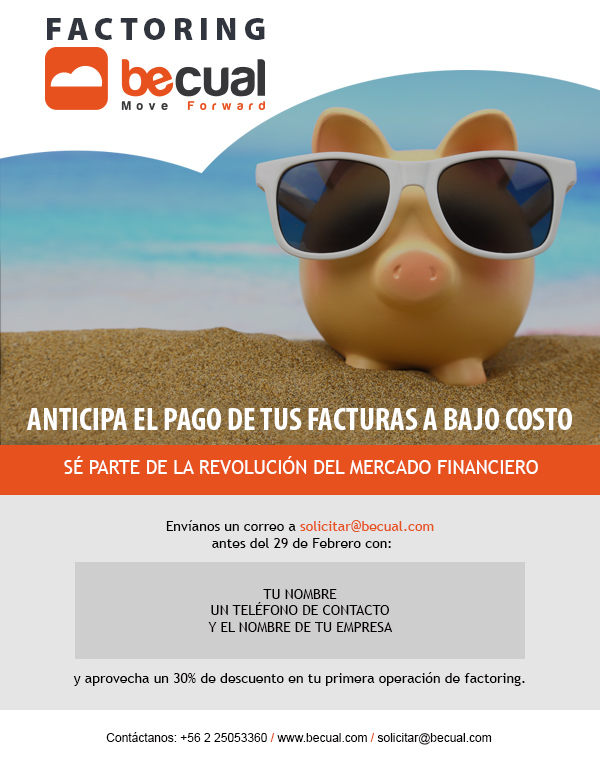 FACTORING
becual
Move Forward
ANTICIPA EL PAGO DE TUS FACTURAS A BAJO COSTO
SÉ PARTE DE LA REVOLUCIÓN DEL MERCADO FINANCIERO
Envíanos un correo a solicitar@becual.com
antes del 29 de Febrero con:
TU NOMBRE
UN TELÉFONO DE CONTACTO
Y EL NOMBRE DE TU EMPRESA
y aprovecha un 30% de descuento en tu primera operación de factoring.
Contáctanos: +56 2 25053360 / www.becual.com / solicitar@becual.com